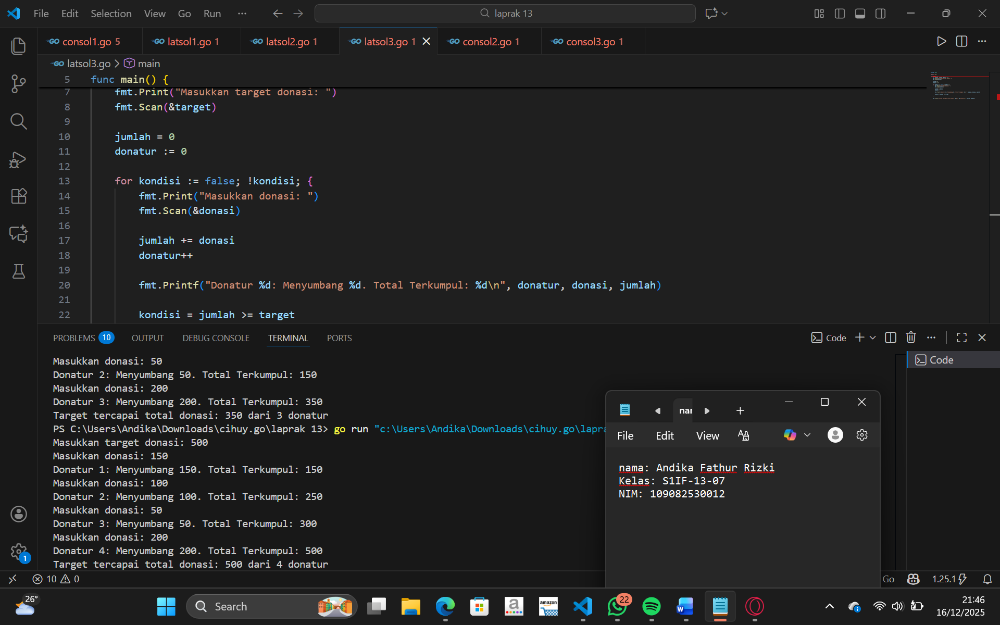 File Edit Selection View Go Run ··· laprak 13
consol1.go 5 latsol1.go 1 latsol2.go 1 latsol3.go 1 consol2.go 1 consol3.go 1
latsol3.go > main
5 func main() {
7 fmt.Print("Masukkan target donasi: ")
8 fmt.Scan(&target)
9
10 jumlah = 0
11 donatur := 0
12
13 for kondisi := false; !kondisi; {
14 fmt.Print("Masukkan donasi: ")
15 fmt.Scan(&donasi)
16
17 jumlah += donasi
18 donatur++
19
20 fmt.Printf("Donatur %d: Menyumbang %d. Total Terkumpul: %d\n", donatur, donasi, jumlah)
21
22 kondisi = jumlah >= target
PROBLEMS 10 OUTPUT DEBUG CONSOLE TERMINAL PORTS Code
Code
Masukkan donasi: 50
Donatur 2: Menyumbang 50. Total Terkumpul: 150
Masukkan donasi: 200
Donatur 3: Menyumbang 200. Total Terkumpul: 350
Target tercapai total donasi: 350 dari 3 donatur
PS C:\Users\Andika\Downloads\cihuy.go\laprak 13> go run "c:\Users\Andika\Downloads\cihuy.go\lapra
Masukkan target donasi: 500
Masukkan donasi: 150
Donatur 1: Menyumbang 150. Total Terkumpul: 150
Masukkan donasi: 100
Donatur 2: Menyumbang 100. Total Terkumpul: 250
Masukkan donasi: 50
Donatur 3: Menyumbang 50. Total Terkumpul: 300
Masukkan donasi: 200
Donatur 4: Menyumbang 200. Total Terkumpul: 500
Target tercapai total donasi: 500 dari 4 donatur
nar
File Edit View
nama: Andika Fathur Rizki
Kelas: S1IF-13-07
NIM: 109082530012
1
10 0 Go 1.25.1
26° Search amazon 22 21:46
16/12/2025